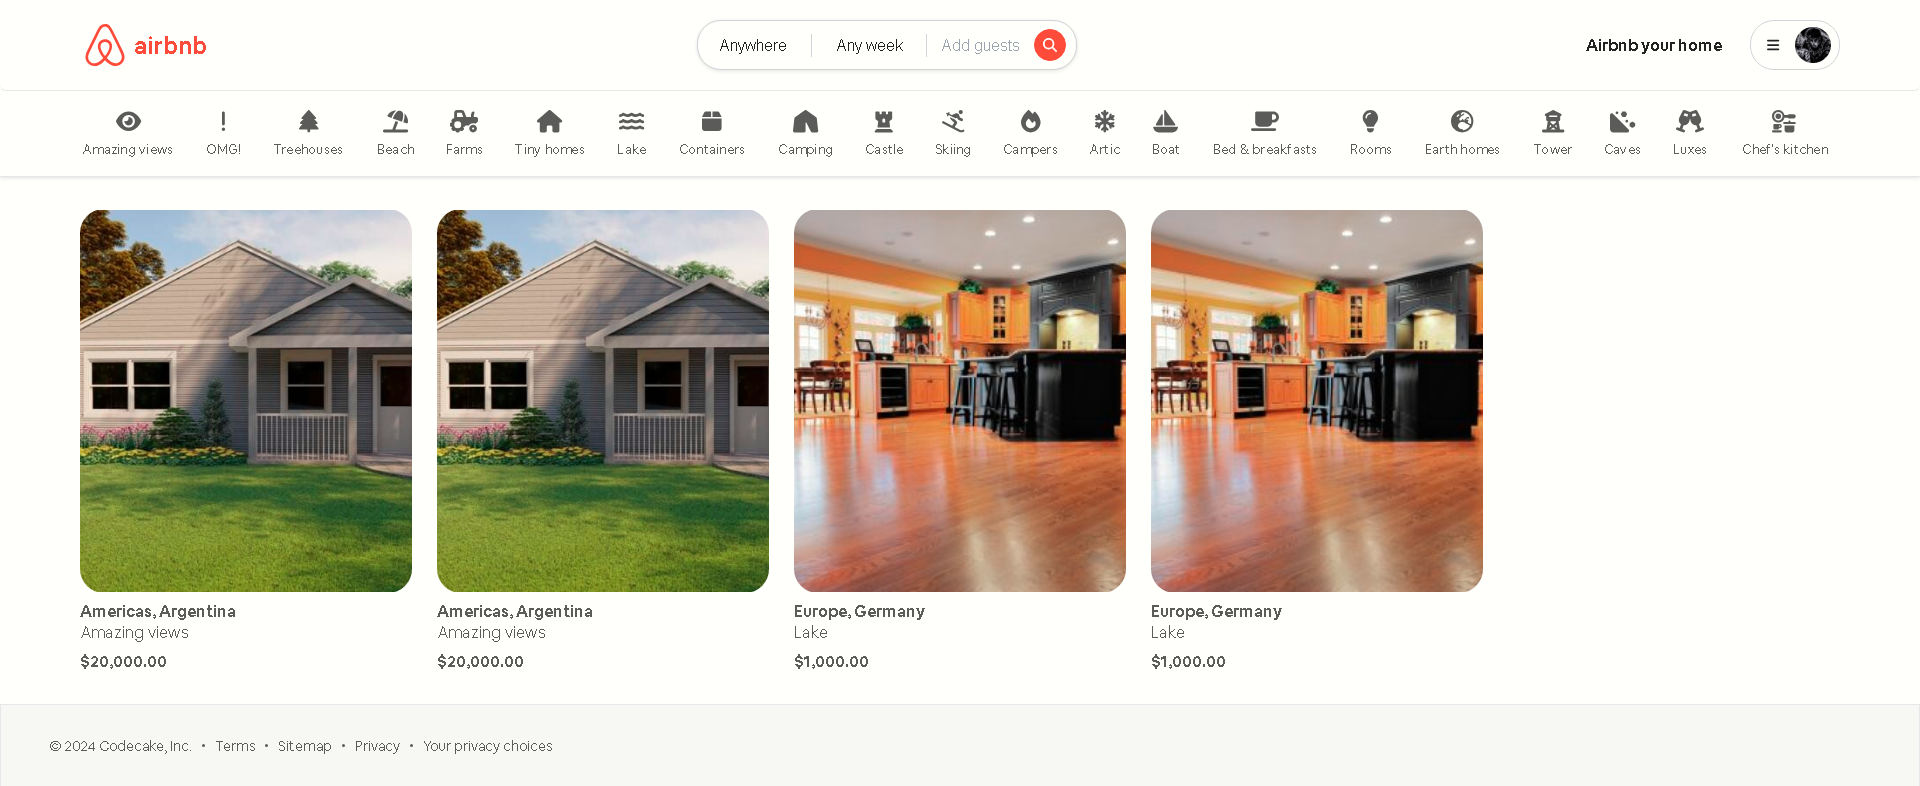 airbnb
Anywhere Any week Add guests
Airbnb your home
Amazing views OMG! Treehouses Beach Farms Tiny homes Lake Containers Camping Castle Skiing Campers Artic Boat Bed & breakfasts Rooms Earth homes Tower Caves Luxes Chef's kitchen
Americas, Argentina
Amazing views
$20,000.00
Americas, Argentina
Amazing views
$20,000.00
Europe, Germany
Lake
$1,000.00
Europe, Germany
Lake
$1,000.00
© 2024 Codecake, Inc. • Terms • Sitemap • Privacy • Your privacy choices